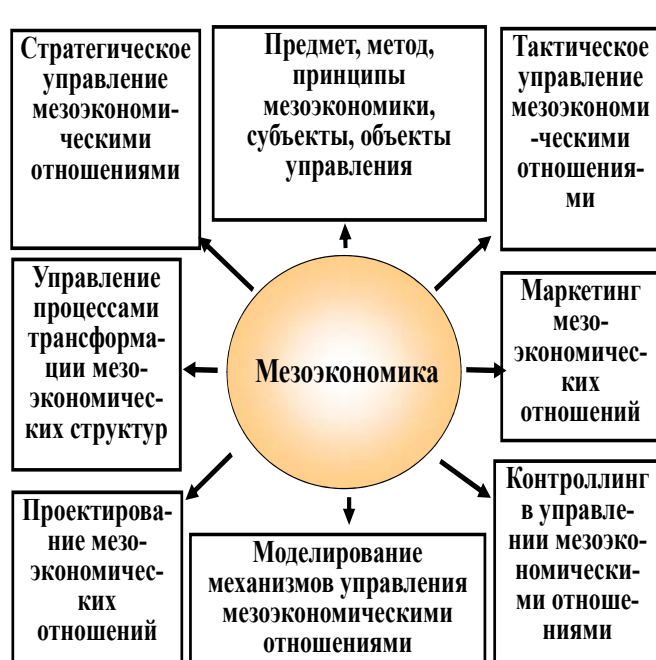 Стратегическое
управление
мезоэкономи-
ческими
отношениями
Предмет, метод,
принципы
мезоэкономики,
субъекты, объекты
управления
Тактическое
управление
мезоэкономи
-ческими
отношения-
ми
Управление
процессами
трансформа-
ции мезо-
экономичес-
ких структур
Мезоэкономика
Маркетинг
мезо-
экономичес-
ких
отношений
Проектирова-
ние мезо-
экономичес-
ких
отношений
Моделирование
механизмов управления
мезоэкономическими
отношениями
Контроллинг
в управле-
нии мезоэко-
номически-
ми отноше-
ниями